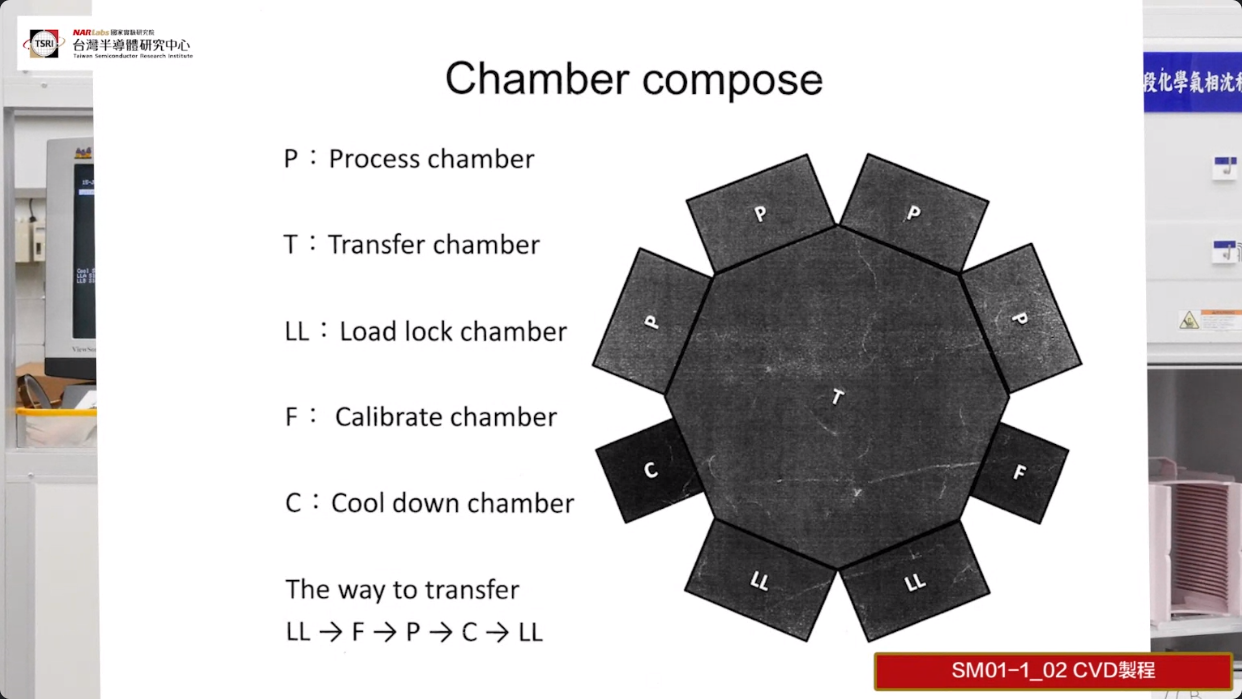 NARLabs 國家實驗研究院
TSRI
台灣半導體研究中心
Taiwan Semiconductor Research Institute
Chamber compose
P：Process chamber
T：Transfer chamber
LL：Load lock chamber
F： Calibrate chamber
C：Cool down chamber
The way to transfer
LL → F → P → C → LL
P
P
P
P
T
C
F
LL
LL
段化學氣相沈
ViewSo
SM01-1_02 CVD製程